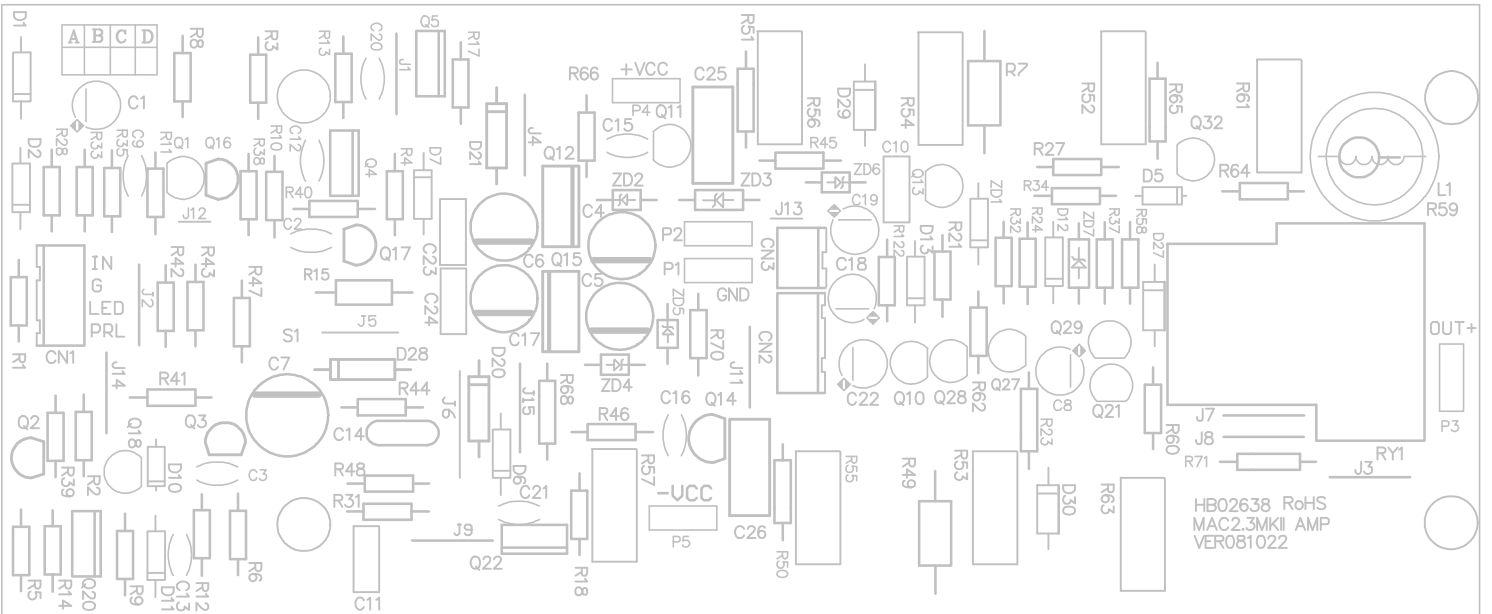 D1
A B C D
R8
R3
R13
C20
J1
Q5
R17
R66
+VCC
C25
R51
R56
D29
R54
R7
R52
R65
R61
C1
P4
Q11
C15
J4
Q32
D2
R28
R33
R35
C9
R11
Q1
Q16
R38
R10
C12
Q4
R4
D7
D21
Q12
R45
C10
ZD6
Q13
R27
R34
D5
R64
L1
R59
J12
R40
C2
Q17
ZD2
ZD3
C4
J13
C19
ZD1
R32
R24
D12
ZD7
R37
R58
D27
IN
G
LED
PRL
CN1
R1
J2
R42
R43
R47
R15
J5
S1
C23
C24
C6
Q15
C5
C17
P2
P1
GND
CN3
C18
R122
D13
R21
ZD5
R70
J11
CN2
ZD4
OUT+
P3
J14
R41
C7
D28
R44
C14
J6
D20
J15
R68
R46
C16
Q14
C22
Q10
Q28
R62
Q27
Q29
C8
Q21
R60
J7
J8
R71
RY1
J3
Q2
R39
R2
Q18
D10
Q3
C3
R48
R31
D6
C21
R57
-VCC
P5
C26
R50
R55
R49
R53
R23
D30
R63
HB02638 RoHS
MAC2.3MKII AMP
VER081022
R5
R14
Q20
R9
D11
C13
R12
R6
C11
J9
Q22
R18